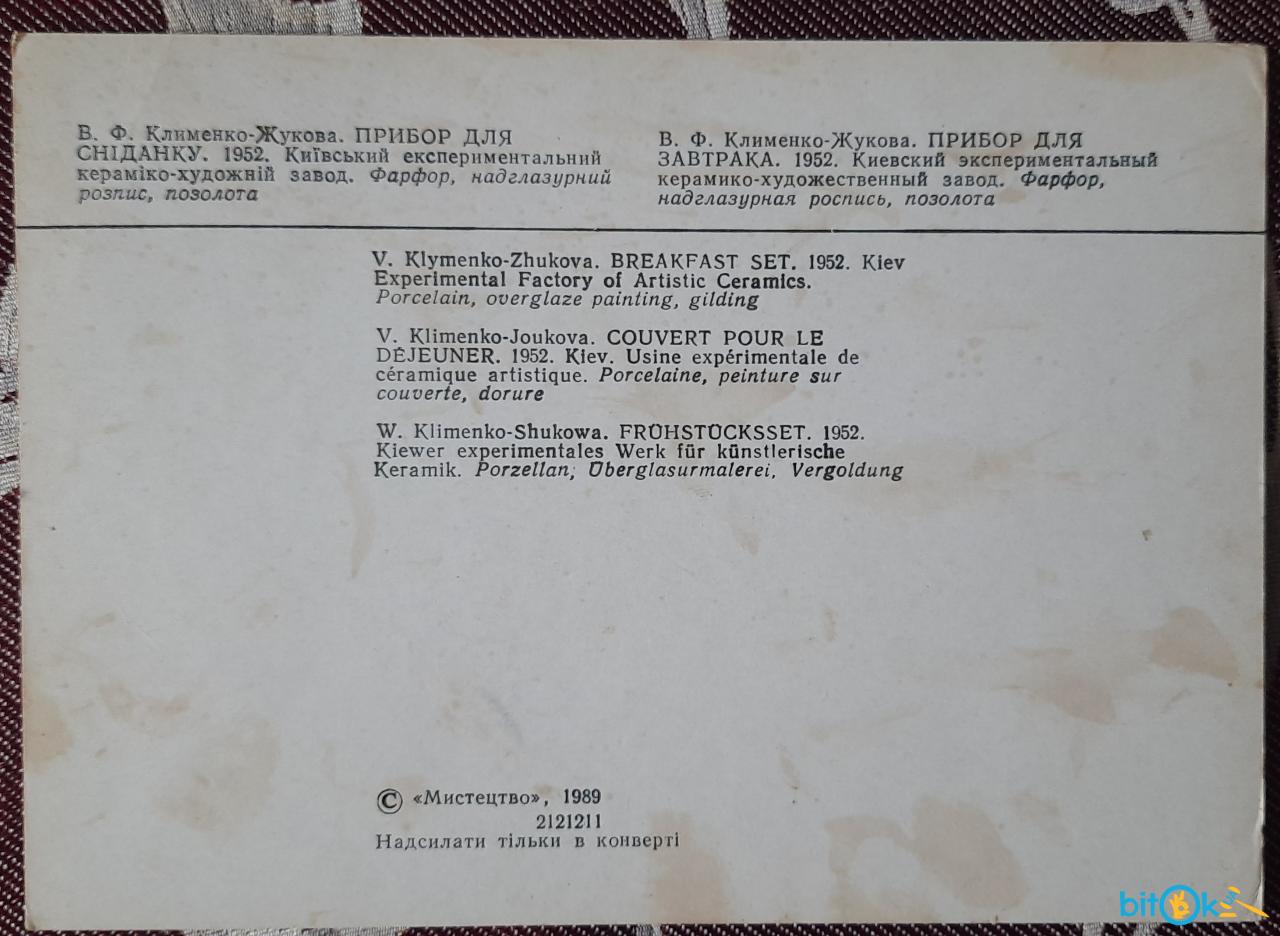 В. Ф. Клименко-Жукова. ПРИБОР ДЛЯ
СНІДАНКУ. 1952. Київський експериментальний
кераміко-художній завод. Фарфор, надглазурний
розпис, позолота
В. Ф. Клименко-Жукова. ПРИБОР ДЛЯ
ЗАВТРАКА. 1952. Киевский экспериментальный
керамико-художественный завод. Фарфор,
надглазурная роспись, позолота
V. Klymenko-Zhukova. BREAKFAST SET. 1952. Kiev
Experimental Factory of Artistic Ceramics.
Porcelain, overglaze painting, gilding
V. Klimenko-Joukova. COUVERT POUR LE
DÉJEUNER. 1952. Kiev. Usine expérimentale de
céramique artistique. Porcelaine, peinture sur
couverte, dorure
W. Klimenko-Shukowa. FRÜHSTÜCKSSET. 1952.
Kiewer experimentales Werk für künstlerische
Keramik. Porzellan; Überglasurmalerei, Vergoldung
© «Мистецтво», 1989
2121211
Надсилати тільки в конверті
bitOk